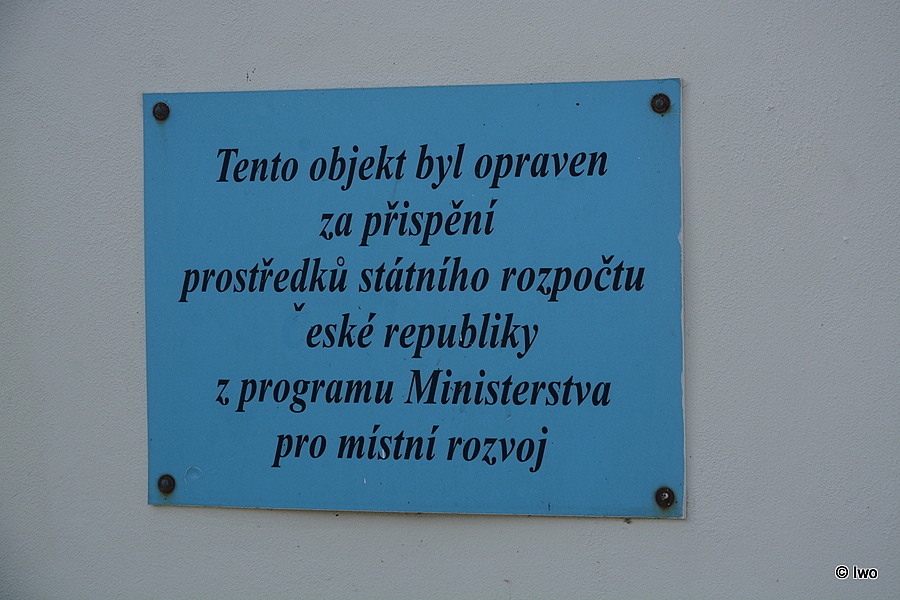 Tento objekt byl opraven
za přispění
prostředků státního rozpočtu
ˇeské republiky
z programu Ministerstva
pro místní rozvoj
© Iwo